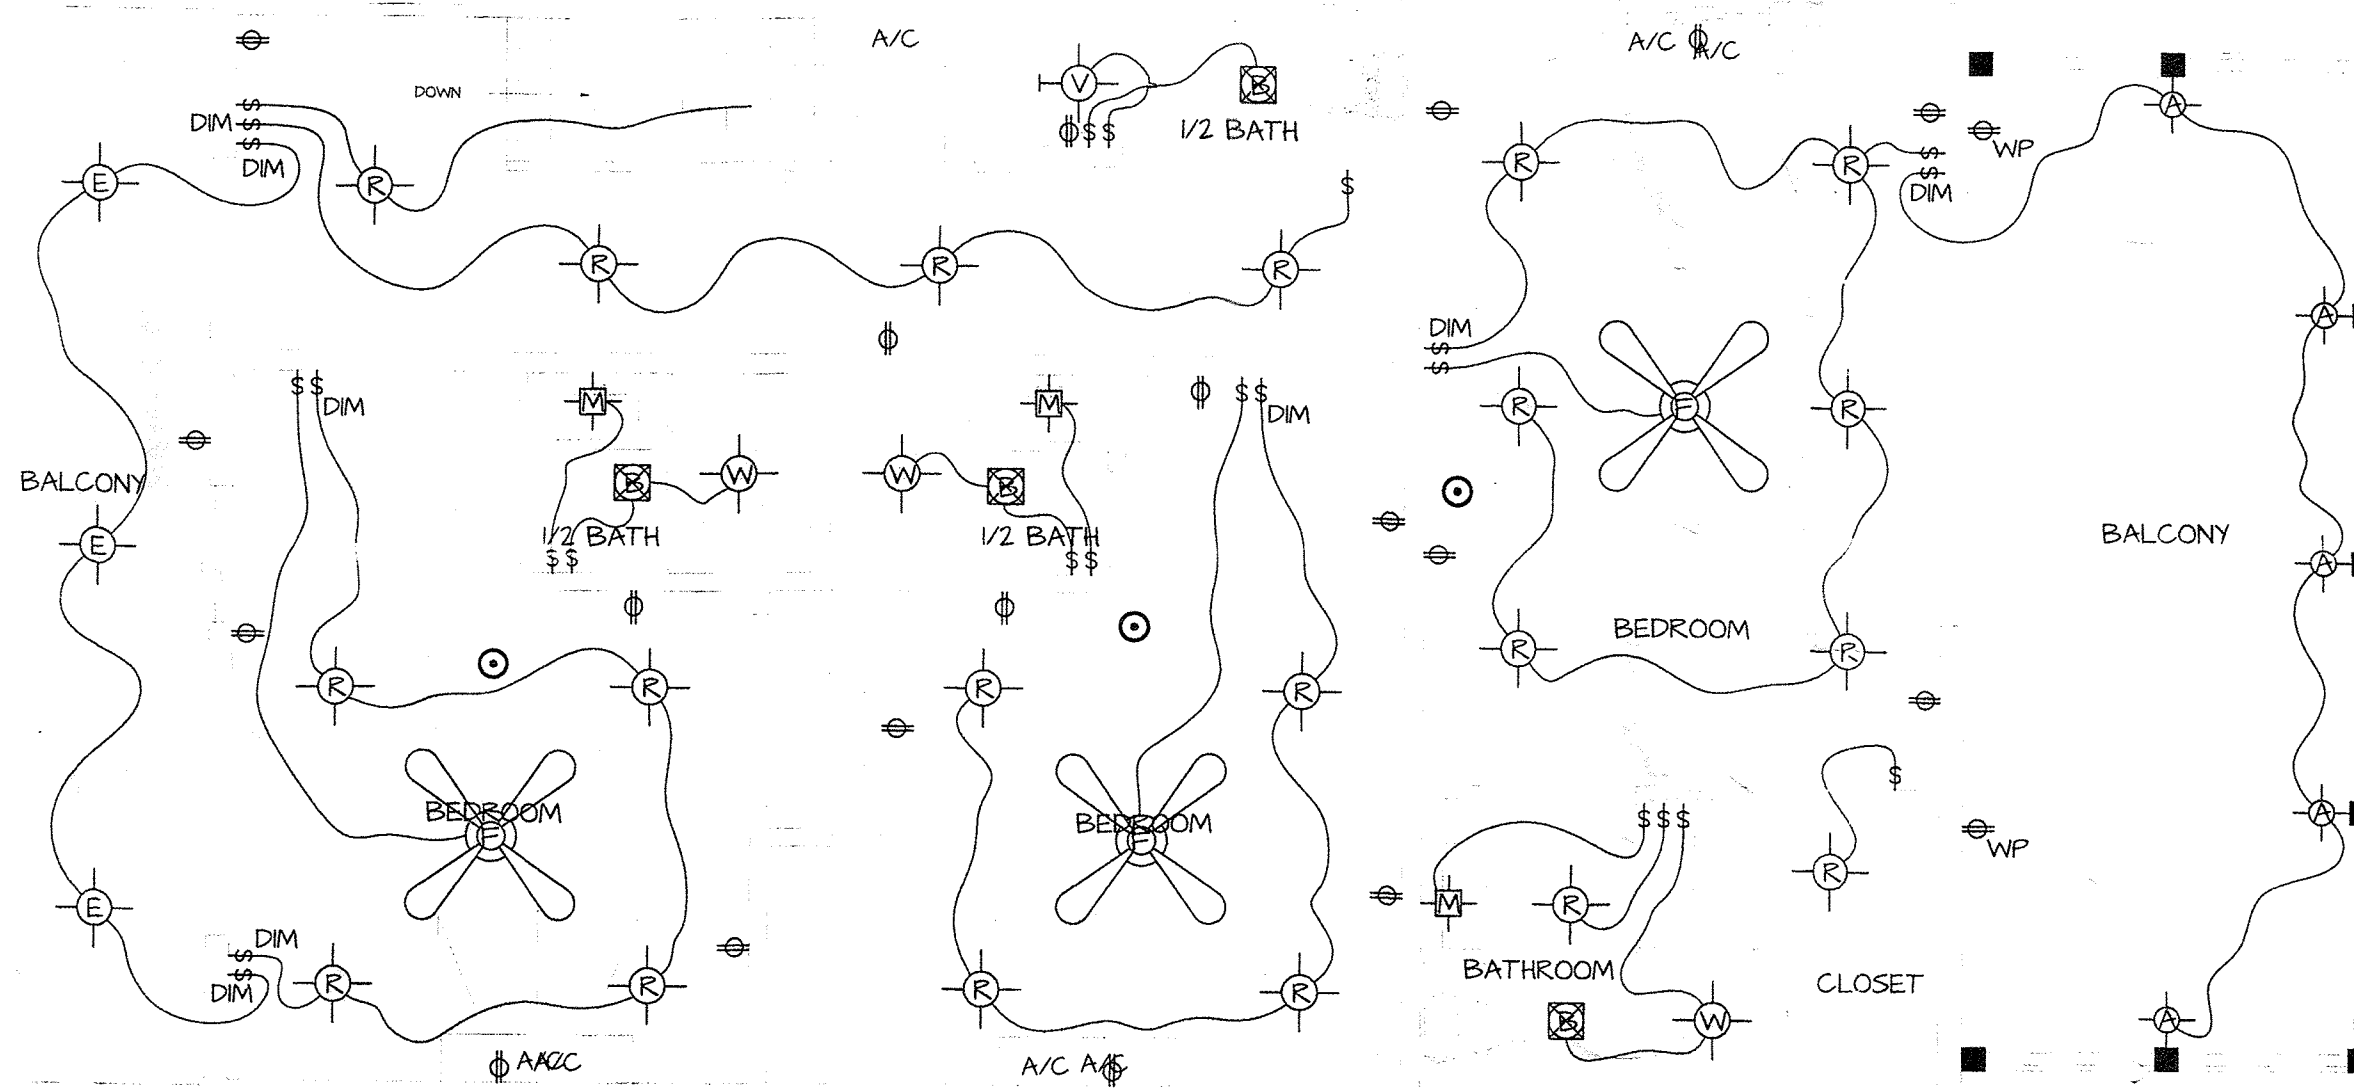 A/C
A/C
A/C
DOWN
DIM
$
$
$
DIM
V
$ $
B
1/2 BATH
WP
A
E
R
R
R
R
$
R
R
$
$
DIM
A
DIM
$
$
$ $
DIM
M
M
$ $
DIM
R
F
R
BALCONY
B
W
W
B
1/2 BATH
$ $
1/2 BATH
$ $
E
BALCONY
A
BEDROOM
R
R
R
R
R
R
BEDROOM
F
BEDROOM
F
$ $ $
$
A
WP
E
M
R
R
DIM
$
$
DIM
R
R
R
R
BATHROOM
CLOSET
B
W
A
A/C
A/C